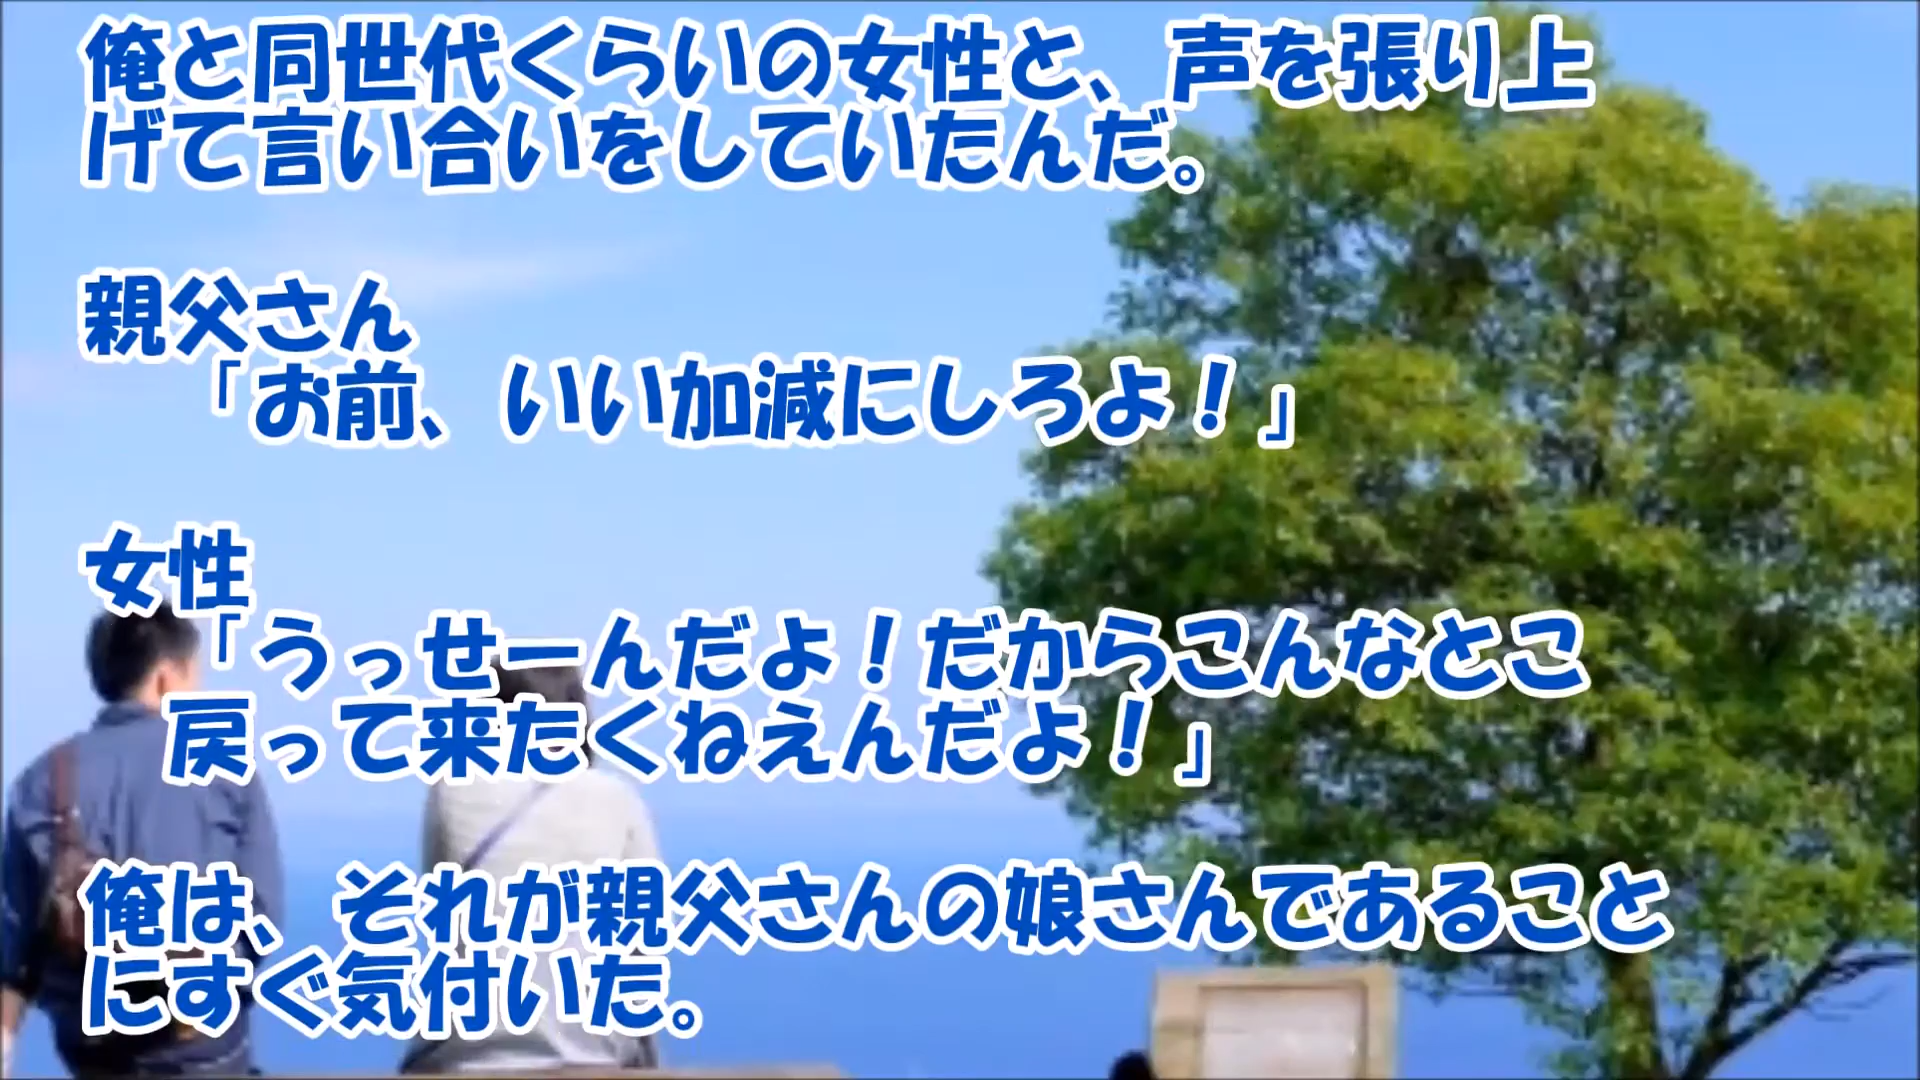 俺と同世代くらいの女性と、声を張り上
げて言い合いをしていたんだ。
親父さん
「お前、いい加減にしろよ！」
女性
「うっせーんだよ！だからこんなとこ
戻って来たくねえんだよ！」
俺は、それが親父さんの娘さんであること
にすぐ気付いた。